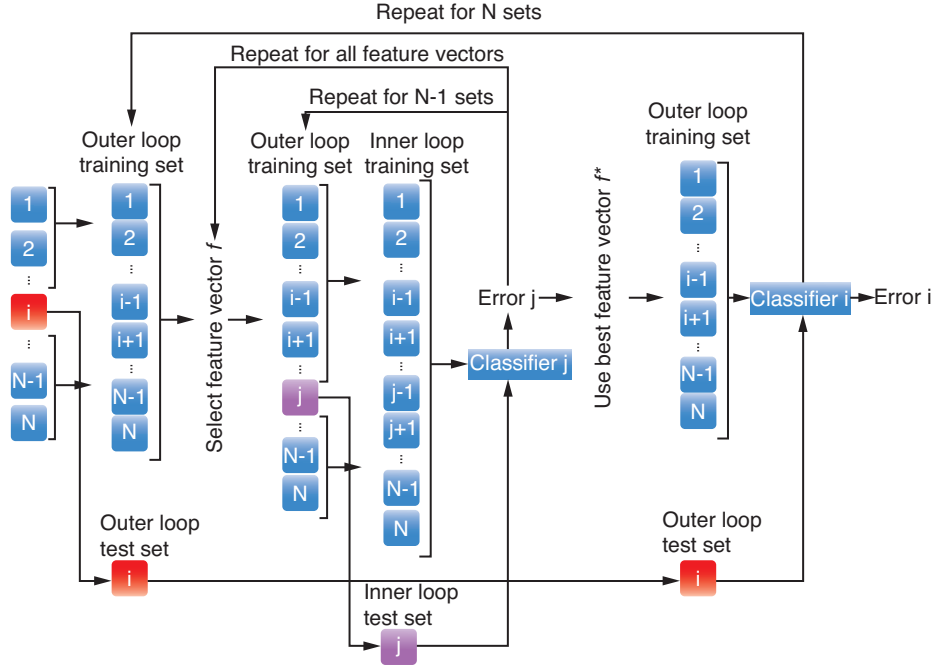 Repeat for N sets
Repeat for all feature vectors
Repeat for N-1 sets
1
2
...
i
...
N-1
N
Outer loop
training set
1
2
...
i-1
i+1
...
N-1
N
Select feature vector f
Outer loop
training set
1
2
...
i-1
i+1
...
j
...
N-1
N
Inner loop
training set
1
2
...
i-1
i+1
...
j-1
j+1
...
N-1
N
Error j
Classifier j
Use best feature vector f*
Outer loop
training set
1
2
...
i-1
i+1
...
N-1
N
Classifier i
Error i
Outer loop
test set
i
Inner loop
test set
j
Outer loop
test set
i